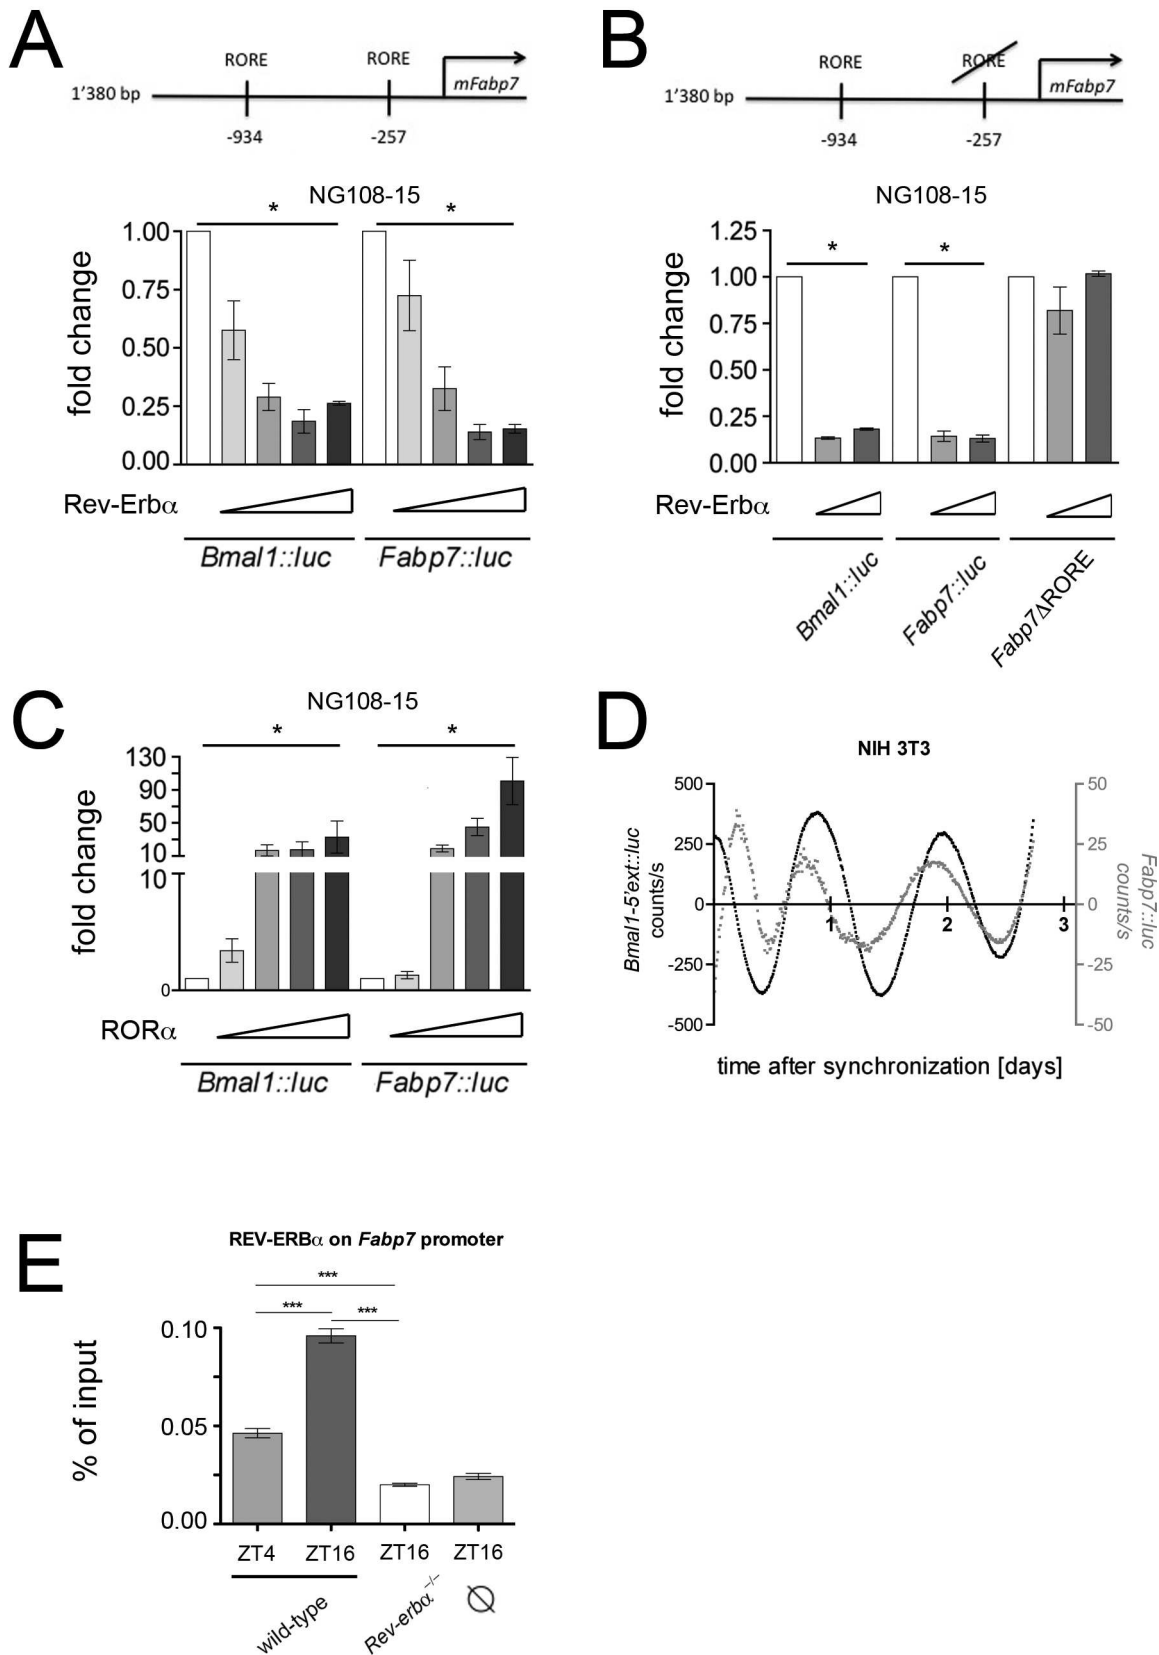 A
RORE RORE
1'380 bp mFabp7
-934 -257
NG108-15
* *
fold change
1.00
0.75
0.50
0.25
0.00
Rev-Erbα
Bmal1::luc Fabp7::luc
B
RORE RORE
1'380 bp mFabp7
-934 -257
NG108-15
* *
fold change
1.25
1.00
0.75
0.50
0.25
0.00
Rev-Erbα
Bmal1::luc Fabp7::luc Fabp7ΔRORE
C
NG108-15
* *
fold change
130
90
50
10
10
0
RORα
Bmal1::luc Fabp7::luc
D
NIH 3T3
Bmal1-5'ext::luc
counts/s
500
250
0
-250
-500
1 2 3
50
25
0
-25
-50
Fabp7::luc
counts/s
time after synchronization [days]
E
REV-ERBα on Fabp7 promoter
***
*** ***
% of input
0.10
0.05
0.00
ZT4 ZT16 ZT16 ZT16
wild-type Rev-erbα⁻/⁻ ∅